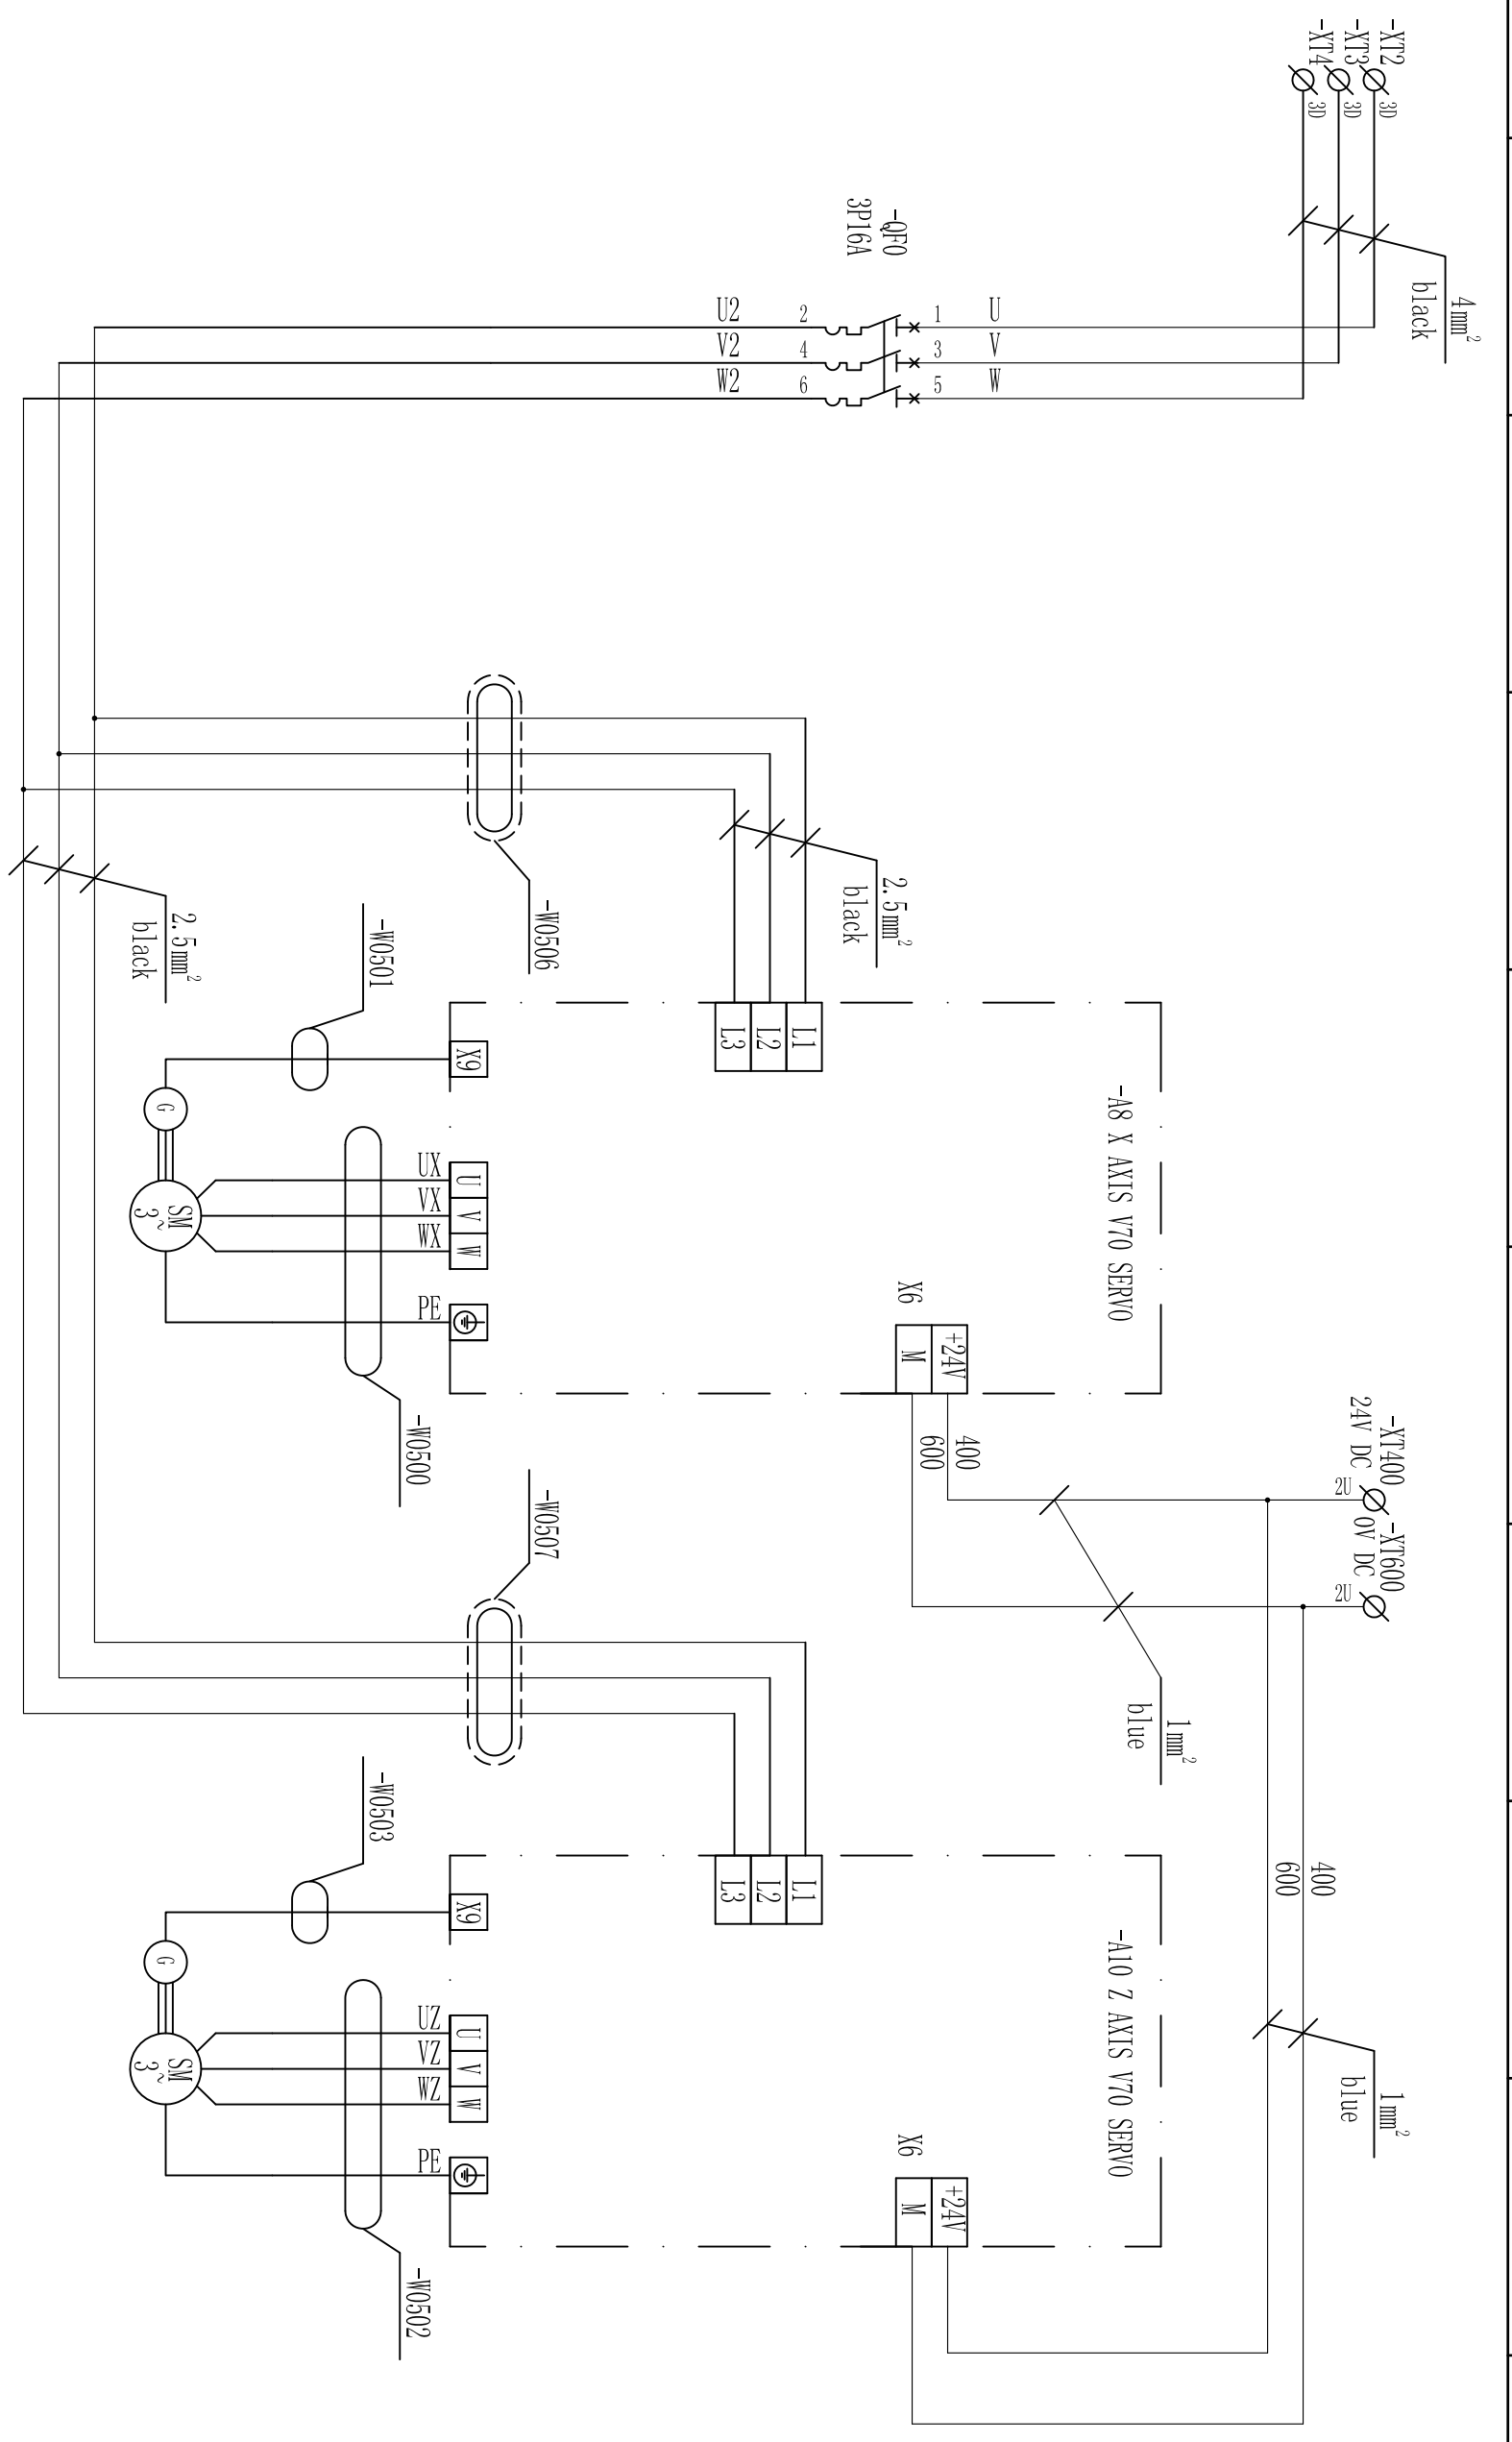 -XT2
3D
-XT3
3D
-XT4
3D
4mm²
black
-QF0
3P16A
1
3
5
U
V
W
2
4
6
U2
V2
W2
-W0506
2.5mm²
black
2.5mm²
black
-A8 X AXIS V70 SERVO
L1
L2
L3
X6
+24V
M
400
600
-XT400
24V DC
2U
-XT600
0V DC
2U
1mm²
blue
X9
U
V
W
UX
VX
WX
PE
-W0501
G
SM
3~
-W0500
-W0507
-A10 Z AXIS V70 SERVO
L1
L2
L3
X6
+24V
M
400
600
1mm²
blue
X9
U
V
W
UZ
VZ
WZ
PE
-W0503
G
SM
3~
-W0502